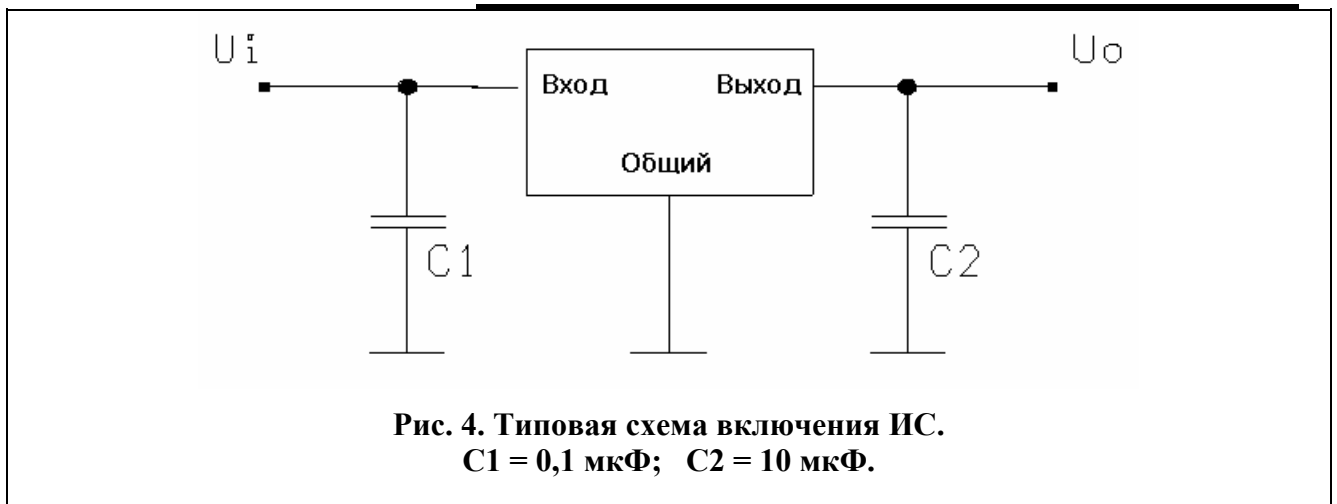 Ui
Uo
Вход
Выход
Общий
C1
C2
Рис. 4. Типовая схема включения ИС.
C1 = 0,1 мкФ; C2 = 10 мкФ.